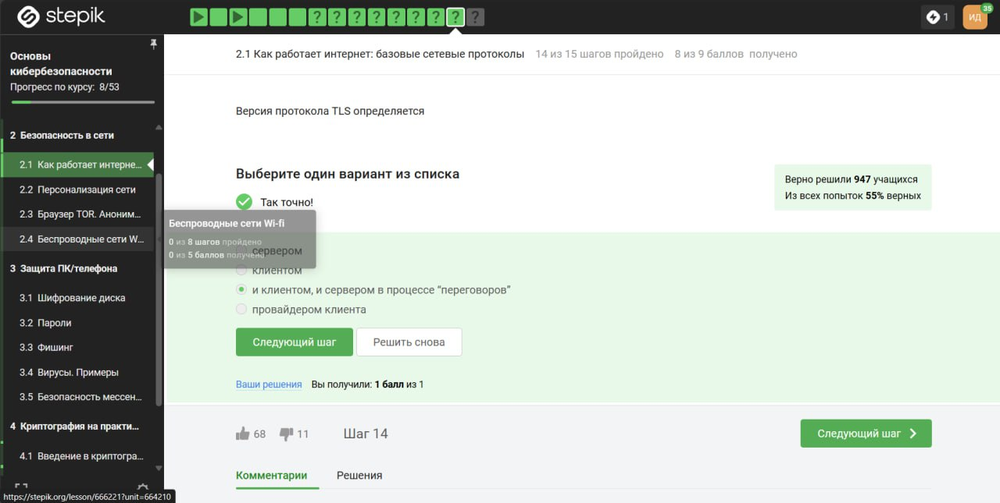 stepik
1
ИД
35
Основы
кибербезопасности
Прогресс по курсу: 8/53
2 Безопасность в сети
2.1 Как работает интерне...
2.2 Персонализация сети
2.3 Браузер TOR. Аноним...
2.4 Беспроводные сети W...
3 Защита ПК/телефона
3.1 Шифрование диска
3.2 Пароли
3.3 Фишинг
3.4 Вирусы. Примеры
3.5 Безопасность мессен...
4 Криптография на практи...
4.1 Введение в криптогра...
https://stepik.org/lesson/666221?unit=664210
2.1 Как работает интернет: базовые сетевые протоколы 14 из 15 шагов пройдено 8 из 9 баллов получено
Версия протокола TLS определяется
Выберите один вариант из списка
Так точно!
Верно решили 947 учащихся
Из всех попыток 55% верных
Беспроводные сети Wi-fi
0 из 8 шагов пройдено
0 из 5 баллов получено
сервером
клиентом
и клиентом, и сервером в процессе “переговоров”
провайдером клиента
Следующий шаг
Решить снова
Ваши решения Вы получили: 1 балл из 1
68 11 Шаг 14
Следующий шаг
Комментарии Решения